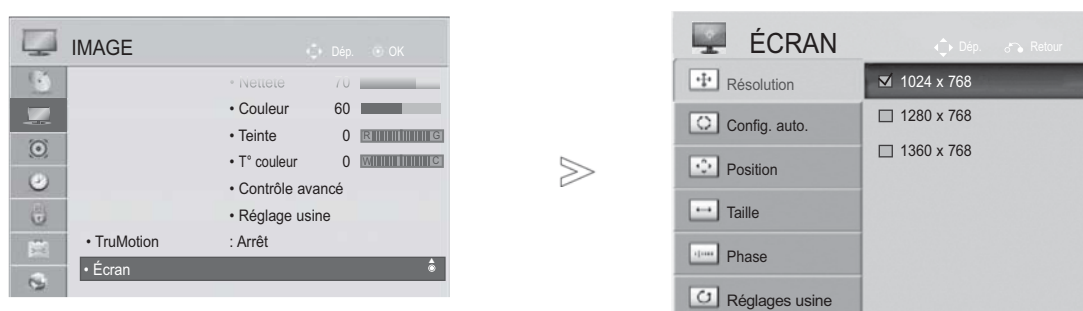 IMAGE
Dép. OK
• Netteté 70
• Couleur 60
• Teinte 0 R G
• T° couleur 0 W C
• Contrôle avancé
• Réglage usine
• TruMotion : Arrêt
• Écran
ÉCRAN
Dép. Retour
Résolution
Config. auto.
Position
Taille
Phase
Réglages usine
1024 x 768
1280 x 768
1360 x 768